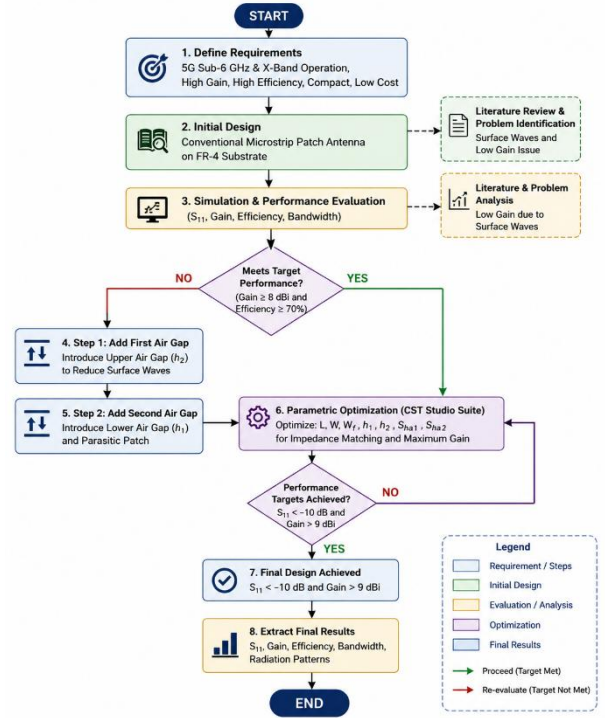 START
1. Define Requirements
5G Sub-6 GHz & X-Band Operation,
High Gain, High Efficiency, Compact, Low Cost
2. Initial Design
Conventional Microstrip Patch Antenna
on FR-4 Substrate
Literature Review &
Problem Identification
Surface Waves and
Low Gain Issue
3. Simulation & Performance Evaluation
(S₁₁, Gain, Efficiency, Bandwidth)
Literature & Problem
Analysis
Low Gain due to
Surface Waves
NO
Meets Target
Performance?
(Gain ≥ 8 dBi and
Efficiency ≥ 70%)
YES
4. Step 1: Add First Air Gap
Introduce Upper Air Gap (h₂)
to Reduce Surface Waves
5. Step 2: Add Second Air Gap
Introduce Lower Air Gap (h₁)
and Parasitic Patch
6. Parametric Optimization (CST Studio Suite)
Optimize: L, W, W_f, h₁, h₂, S_ha1, S_ha2
for Impedance Matching and Maximum Gain
Performance
Targets Achieved?
S₁₁ < −10 dB and
Gain > 9 dBi
NO
YES
7. Final Design Achieved
S₁₁ < −10 dB and Gain > 9 dBi
8. Extract Final Results
S₁₁, Gain, Efficiency, Bandwidth,
Radiation Patterns
END
Legend
Requirement / Steps
Initial Design
Evaluation / Analysis
Optimization
Final Results
Proceed (Target Met)
Re-evaluate (Target Not Met)